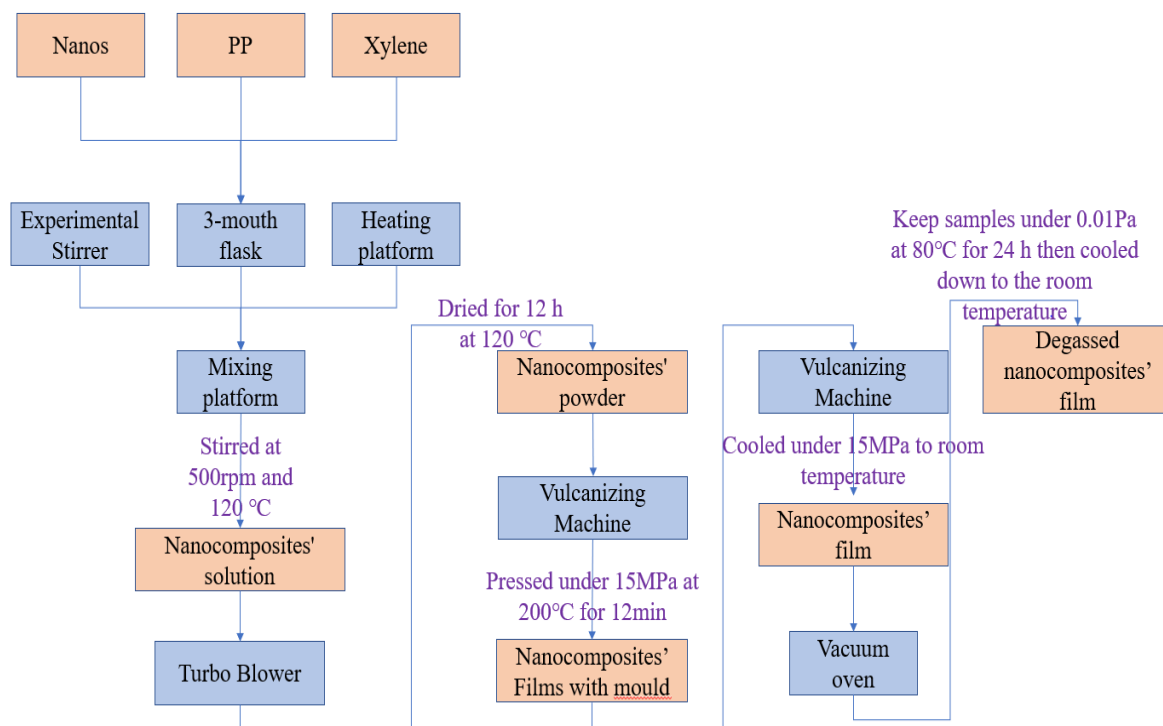 Nanos
PP
Xylene
Experimental
Stirrer
3-mouth
flask
Heating
platform
Mixing
platform
Stirred at
500rpm and
120 ℃
Nanocomposites'
solution
Turbo Blower
Dried for 12 h
at 120 ℃
Nanocomposites'
powder
Vulcanizing
Machine
Pressed under 15MPa at
200℃ for 12min
Nanocomposites’
Films with mould
Vulcanizing
Machine
Cooled under 15MPa to room
temperature
Nanocomposites’
film
Vacuum
oven
Keep samples under 0.01Pa
at 80℃ for 24 h then cooled
down to the room
temperature
Degassed
nanocomposites’
film